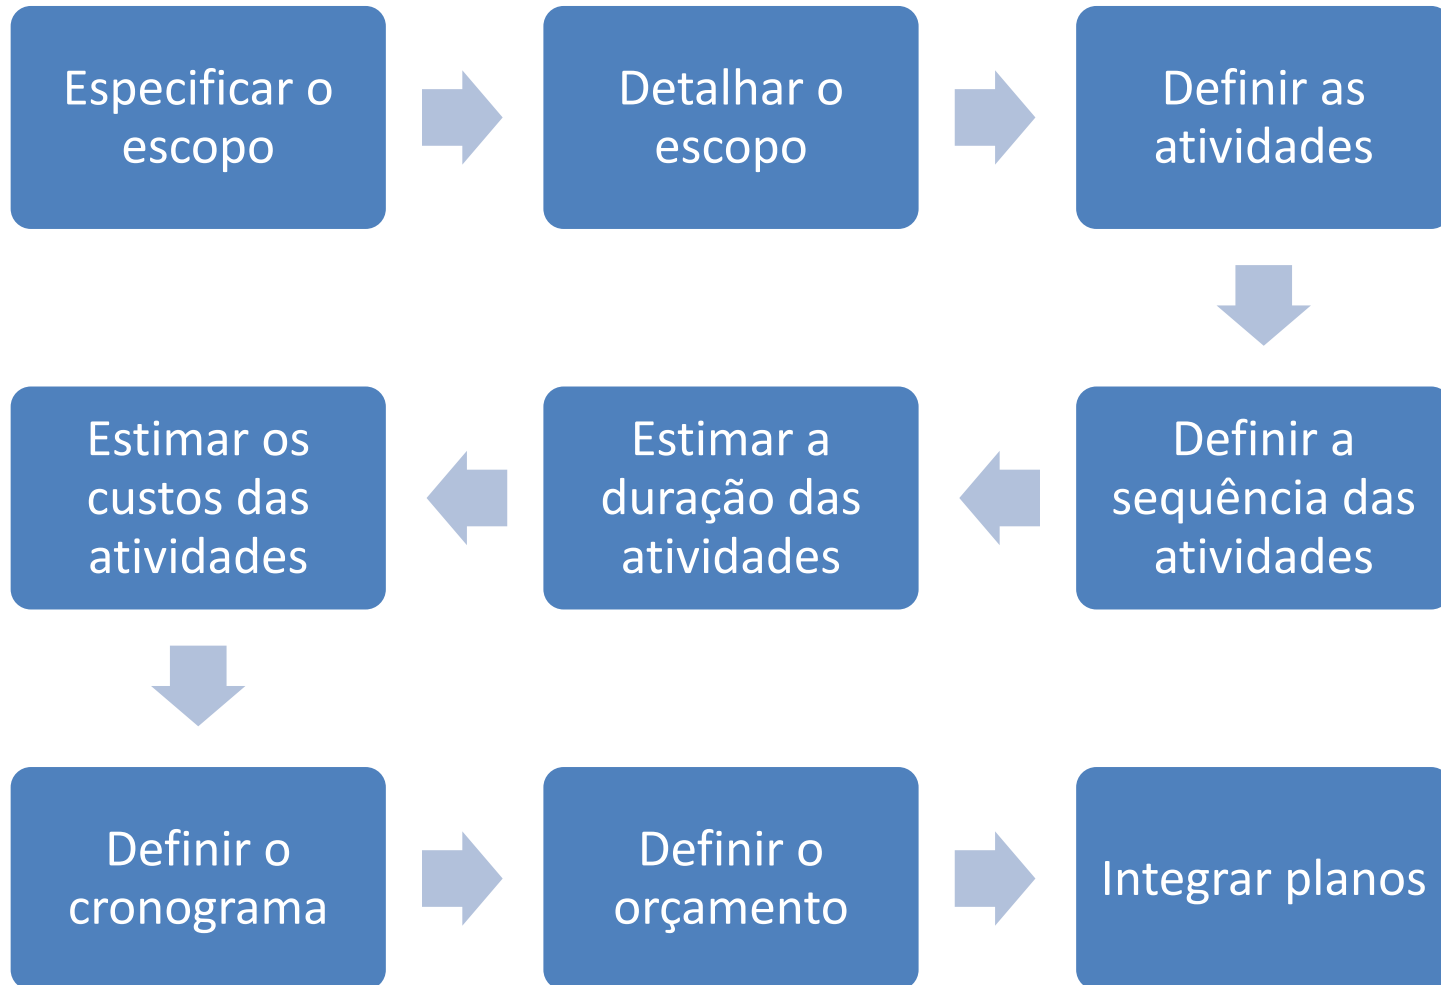 Especificar o
escopo
Detalhar o
escopo
Definir as
atividades
Definir a
sequência das
atividades
Estimar a
duração das
atividades
Estimar os
custos das
atividades
Definir o
cronograma
Definir o
orçamento
Integrar planos